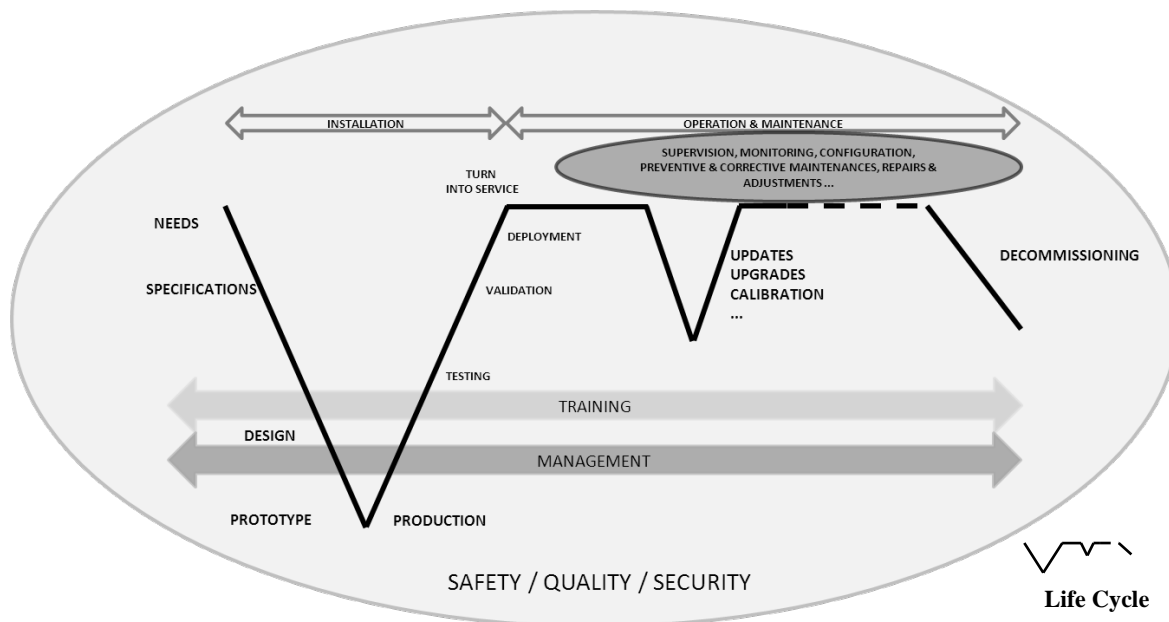 INSTALLATION
OPERATION & MAINTENANCE
SUPERVISION, MONITORING, CONFIGURATION,
PREVENTIVE & CORRECTIVE MAINTENANCES, REPAIRS &
ADJUSTMENTS ...
TURN
INTO SERVICE
NEEDS
DEPLOYMENT
UPDATES
UPGRADES
CALIBRATION
...
DECOMMISSIONING
SPECIFICATIONS
VALIDATION
TESTING
TRAINING
DESIGN
MANAGEMENT
PROTOTYPE
PRODUCTION
SAFETY / QUALITY / SECURITY
Life Cycle